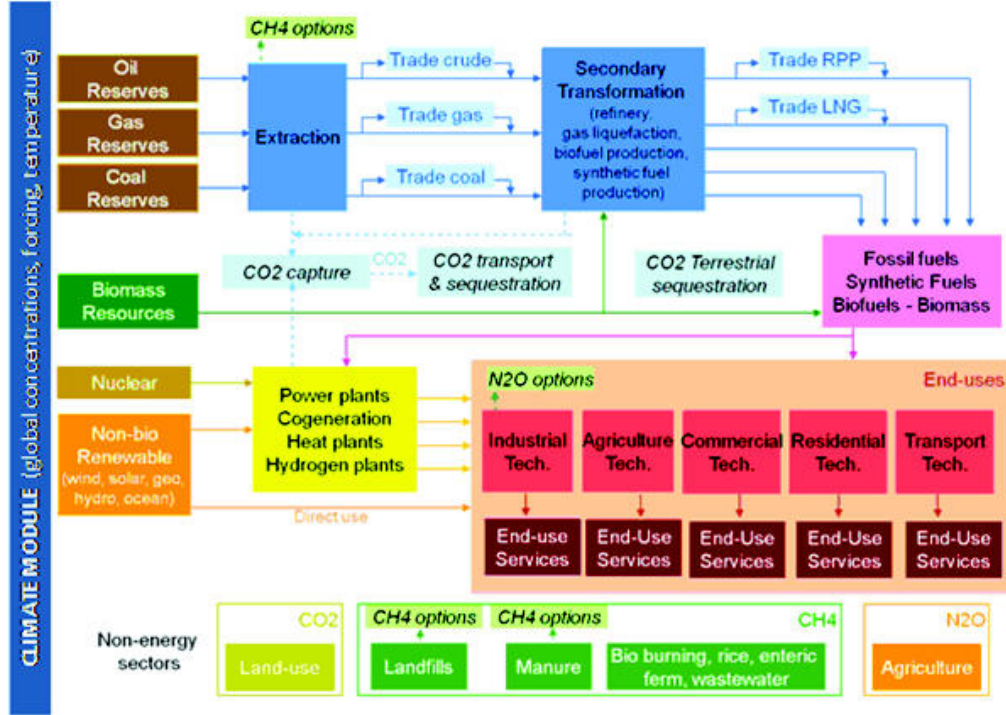 CLIMATE MODULE (global concentrations, forcing, temperature)
CH4 options
Oil
Reserves
Gas
Reserves
Coal
Reserves
Extraction
Trade crude
Trade gas
Trade coal
Secondary
Transformation
(refinery,
gas liquefaction,
biofuel production,
synthetic fuel
production)
Trade RPP
Trade LNG
CO2 capture
CO2
CO2 transport
& sequestration
CO2 Terrestrial
sequestration
Fossil fuels
Synthetic Fuels
Biofuels - Biomass
Biomass
Resources
Nuclear
Non-bio
Renewable
(wind, solar, geo,
hydro, ocean)
Direct use
Power plants
Cogeneration
Heat plants
Hydrogen plants
N2O options
End-uses
Industrial
Tech.
Agriculture
Tech.
Commercial
Tech.
Residential
Tech.
Transport
Tech.
End-use
Services
End-Use
Services
End-Use
Services
End-Use
Services
End-Use
Services
Non-energy
sectors
CO2
Land-use
CH4 options
CH4 options
CH4
Landfills
Manure
Bio burning, rice, enteric
ferm, wastewater
N2O
Agriculture